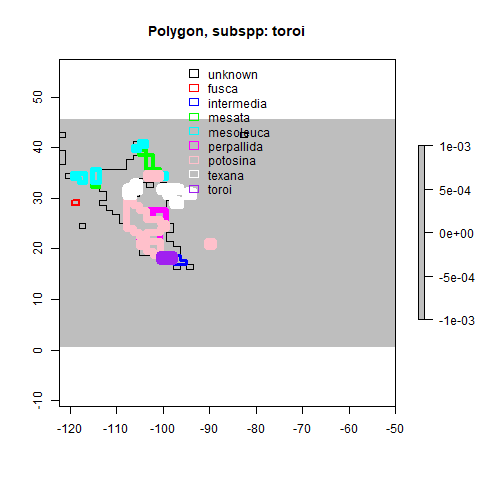 Polygon, subspp: toroi
unknown
fusca
intermedia
mesata
mesoleuca
perpallida
potosina
texana
toroi
50
40
30
20
10
0
-10
-120
-110
-100
-90
-80
-70
-60
-50
1e-03
5e-04
0e+00
-5e-04
-1e-03